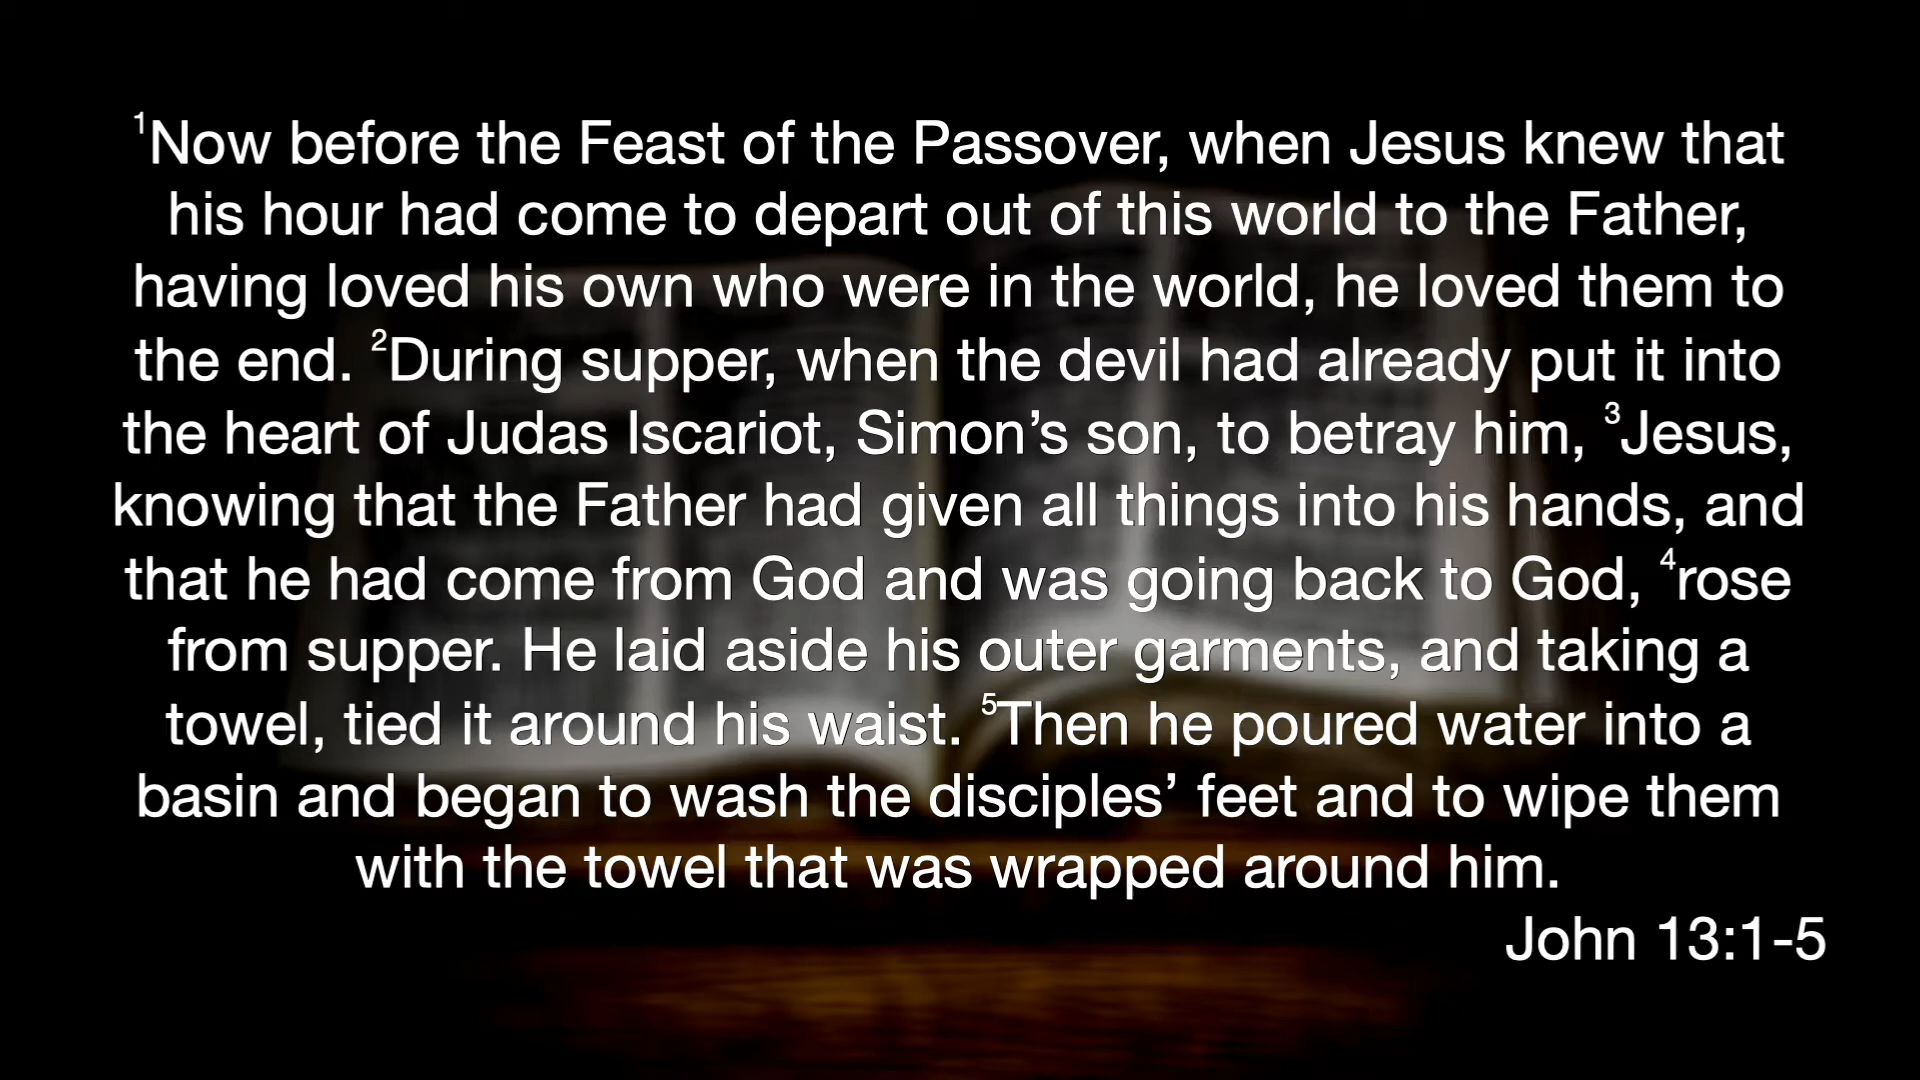 ¹Now before the Feast of the Passover, when Jesus knew that
his hour had come to depart out of this world to the Father,
having loved his own who were in the world, he loved them to
the end. ²During supper, when the devil had already put it into
the heart of Judas Iscariot, Simon’s son, to betray him, ³Jesus,
knowing that the Father had given all things into his hands, and
that he had come from God and was going back to God, ⁴rose
from supper. He laid aside his outer garments, and taking a
towel, tied it around his waist. ⁵Then he poured water into a
basin and began to wash the disciples’ feet and to wipe them
with the towel that was wrapped around him.
John 13:1-5